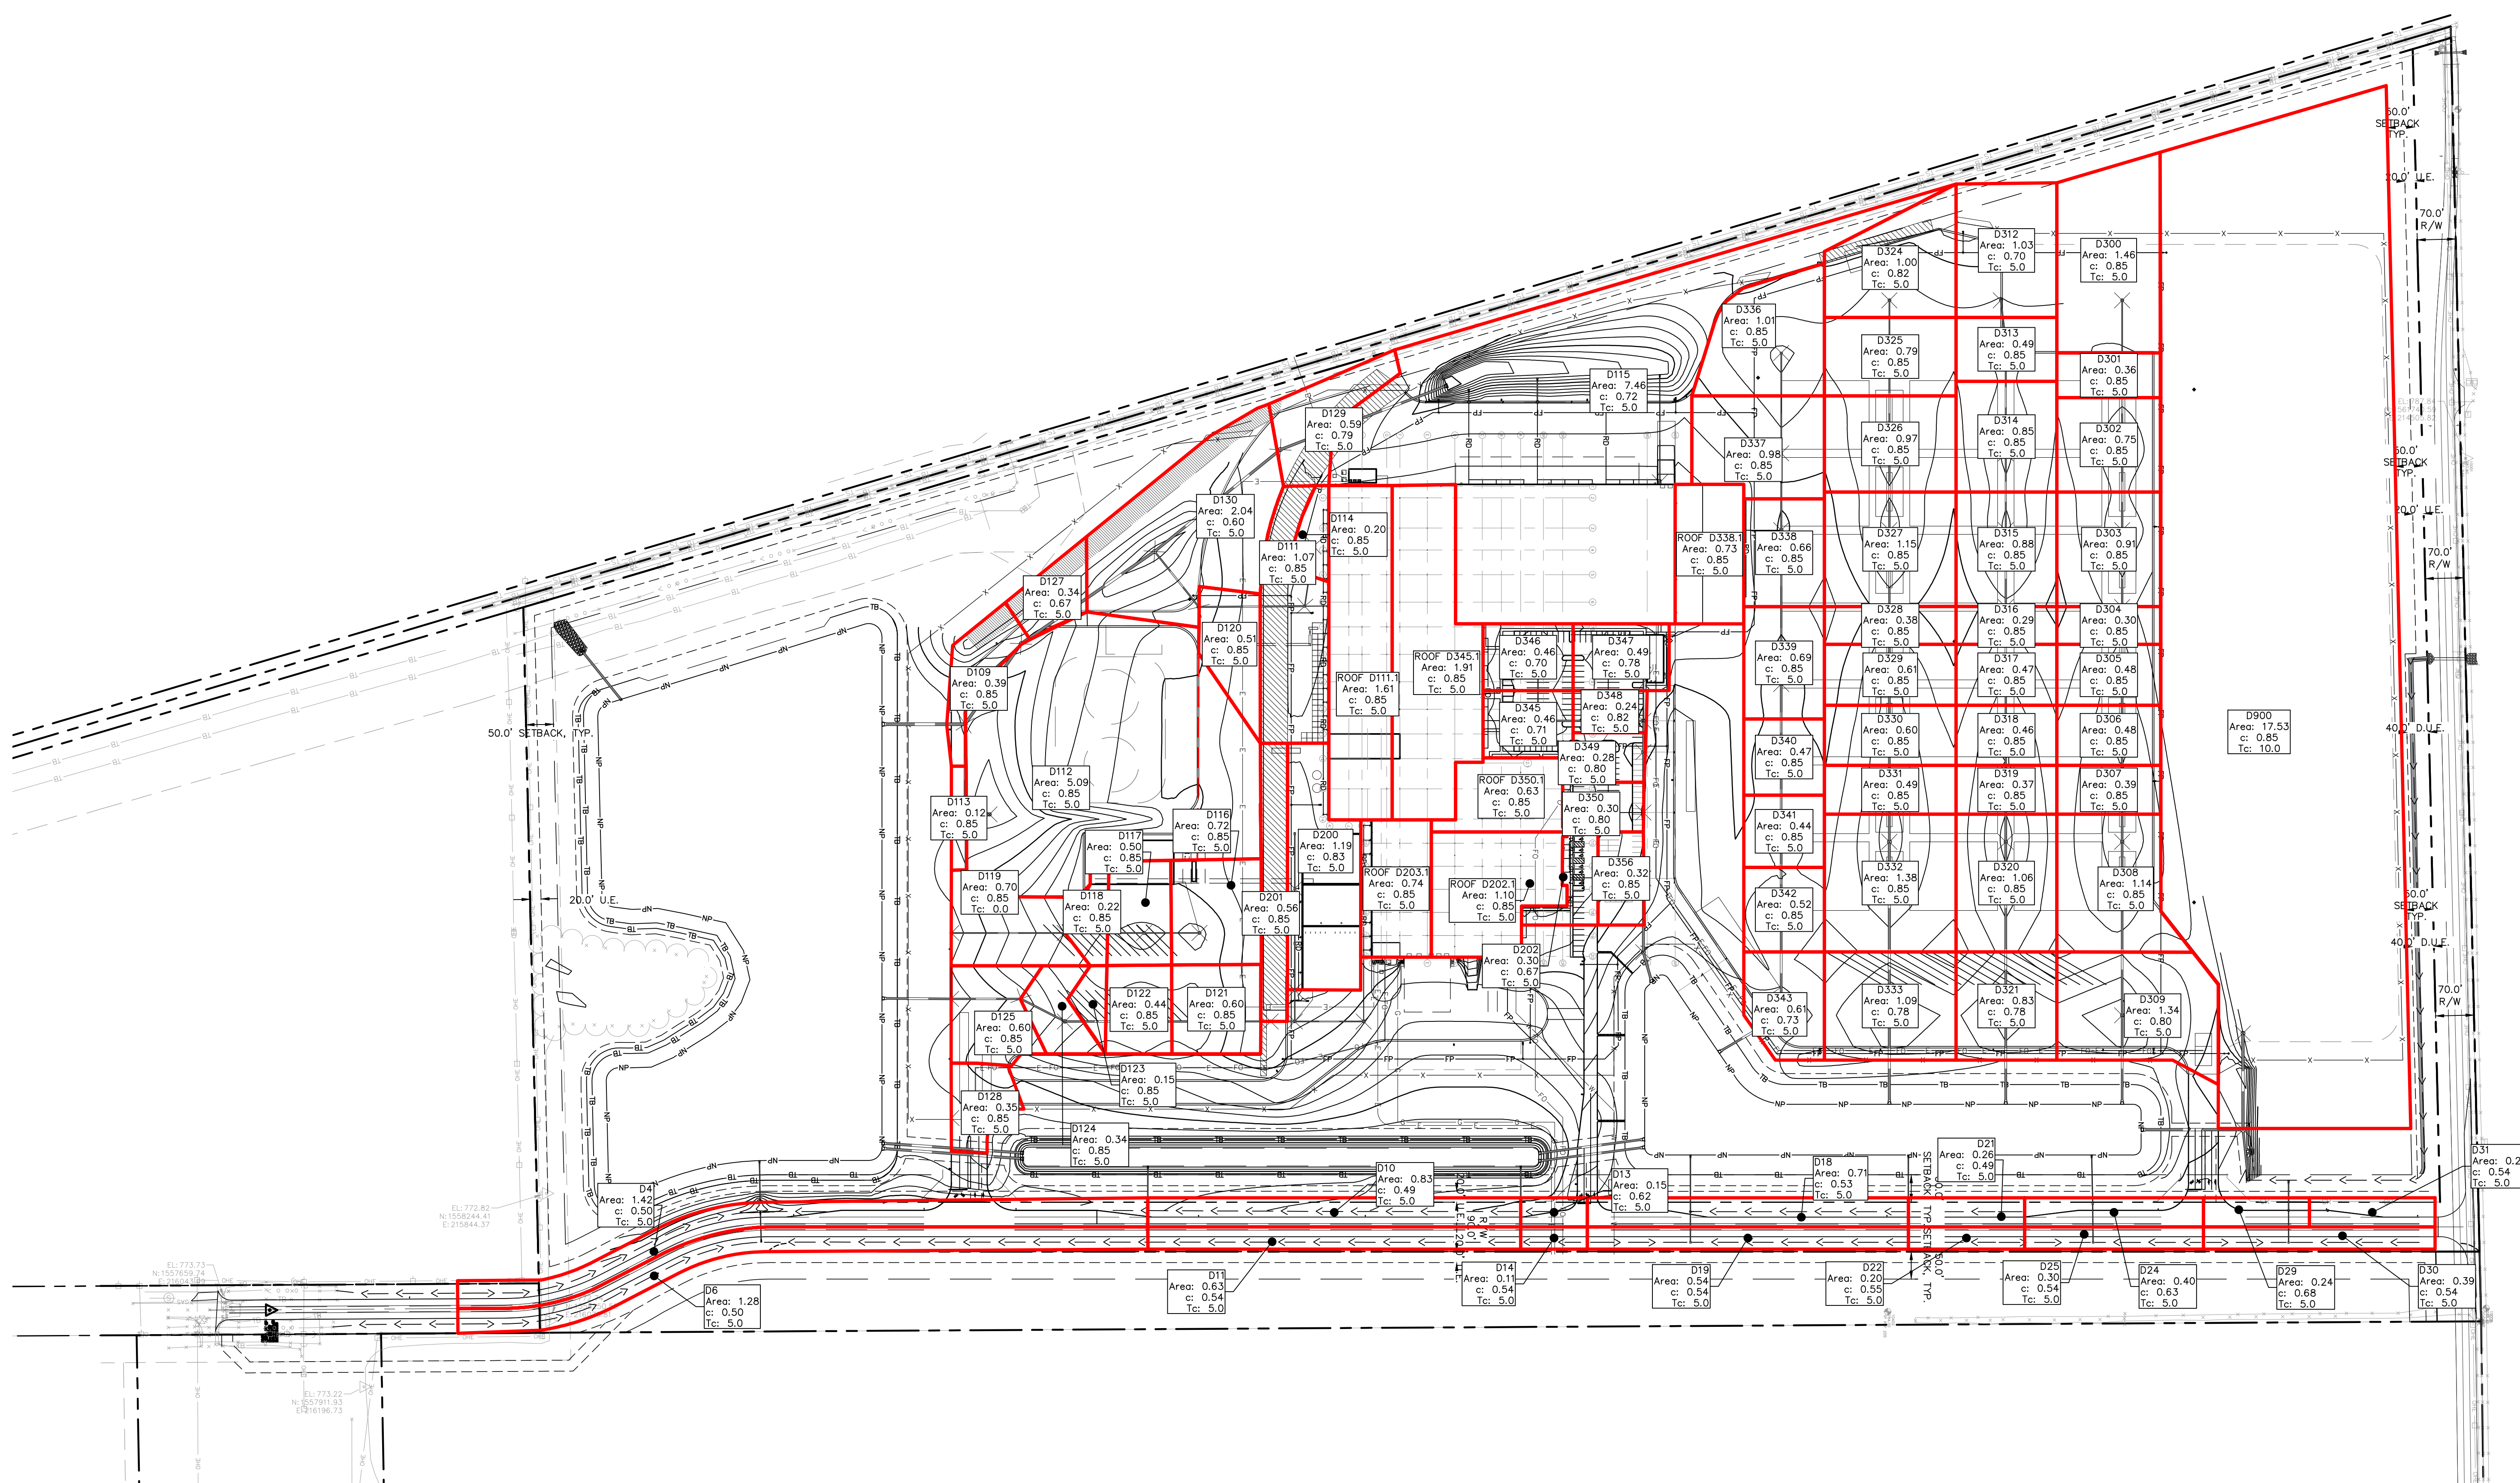 60.0'
SETBACK
TYP.
20.0' U.E.
70.0'
R/W
D324
Area: 1.00
c: 0.82
Tc: 5.0
D312
Area: 1.03
c: 0.70
Tc: 5.0
D300
Area: 1.46
c: 0.85
Tc: 5.0
D336
Area: 1.01
c: 0.85
Tc: 5.0
D325
Area: 0.79
c: 0.85
Tc: 5.0
D313
Area: 0.49
c: 0.85
Tc: 5.0
D301
Area: 0.36
c: 0.85
Tc: 5.0
D115
Area: 7.46
c: 0.72
Tc: 5.0
D129
Area: 0.59
c: 0.79
Tc: 5.0
D337
Area: 0.98
c: 0.85
Tc: 5.0
D326
Area: 0.97
c: 0.85
Tc: 5.0
D314
Area: 0.85
c: 0.85
Tc: 5.0
D302
Area: 0.75
c: 0.85
Tc: 5.0
60.0'
SETBACK
TYP.
20.0' U.E.
70.0'
R/W
D130
Area: 2.04
c: 0.60
Tc: 5.0
D114
Area: 0.20
c: 0.85
Tc: 5.0
D111
Area: 1.07
c: 0.85
Tc: 5.0
ROOF D338.1
Area: 0.73
c: 0.85
Tc: 5.0
D338
Area: 0.66
c: 0.85
Tc: 5.0
D327
Area: 1.15
c: 0.85
Tc: 5.0
D315
Area: 0.88
c: 0.85
Tc: 5.0
D303
Area: 0.91
c: 0.85
Tc: 5.0
D127
Area: 0.34
c: 0.67
Tc: 5.0
D120
Area: 0.51
c: 0.85
Tc: 5.0
D328
Area: 0.38
c: 0.85
Tc: 5.0
D316
Area: 0.29
c: 0.85
Tc: 5.0
D304
Area: 0.30
c: 0.85
Tc: 5.0
D346
Area: 0.46
c: 0.70
Tc: 5.0
D347
Area: 0.49
c: 0.78
Tc: 5.0
D339
Area: 0.69
c: 0.85
Tc: 5.0
D109
Area: 0.39
c: 0.85
Tc: 5.0
ROOF D111.1
Area: 1.61
c: 0.85
Tc: 5.0
ROOF D345.1
Area: 1.91
c: 0.85
Tc: 5.0
D329
Area: 0.61
c: 0.85
Tc: 5.0
D317
Area: 0.47
c: 0.85
Tc: 5.0
D305
Area: 0.48
c: 0.85
Tc: 5.0
D345
Area: 0.46
c: 0.71
Tc: 5.0
D348
Area: 0.24
c: 0.82
Tc: 5.0
50.0' SETBACK, TYP.
D349
Area: 0.28
c: 0.80
Tc: 5.0
D340
Area: 0.47
c: 0.85
Tc: 5.0
D330
Area: 0.60
c: 0.85
Tc: 5.0
D318
Area: 0.46
c: 0.85
Tc: 5.0
D306
Area: 0.48
c: 0.85
Tc: 5.0
D900
Area: 17.53
c: 0.85
Tc: 10.0
40.0' D.U.E.
D112
Area: 5.09
c: 0.85
Tc: 5.0
D113
Area: 0.12
c: 0.85
Tc: 5.0
D117
Area: 0.50
c: 0.85
Tc: 5.0
D116
Area: 0.72
c: 0.85
Tc: 5.0
D200
Area: 1.19
c: 0.83
Tc: 5.0
ROOF D350.1
Area: 0.63
c: 0.85
Tc: 5.0
D350
Area: 0.30
c: 0.80
Tc: 5.0
D341
Area: 0.44
c: 0.85
Tc: 5.0
D331
Area: 0.49
c: 0.85
Tc: 5.0
D319
Area: 0.37
c: 0.85
Tc: 5.0
D307
Area: 0.39
c: 0.85
Tc: 5.0
20.0' U.E.
D119
Area: 0.70
c: 0.85
Tc: 0.0
D118
Area: 0.22
c: 0.85
Tc: 5.0
D201
Area: 0.56
c: 0.85
Tc: 5.0
ROOF D203.1
Area: 0.74
c: 0.85
Tc: 5.0
ROOF D202.1
Area: 1.10
c: 0.85
Tc: 5.0
D356
Area: 0.32
c: 0.85
Tc: 5.0
D342
Area: 0.52
c: 0.85
Tc: 5.0
D332
Area: 1.38
c: 0.85
Tc: 5.0
D320
Area: 1.06
c: 0.85
Tc: 5.0
D308
Area: 1.14
c: 0.85
Tc: 5.0
60.0'
SETBACK
TYP.
40.0' D.U.E.
70.0'
R/W
D202
Area: 0.30
c: 0.67
Tc: 5.0
D122
Area: 0.44
c: 0.85
Tc: 5.0
D121
Area: 0.60
c: 0.85
Tc: 5.0
D125
Area: 0.60
c: 0.85
Tc: 5.0
D343
Area: 0.61
c: 0.73
Tc: 5.0
D333
Area: 1.09
c: 0.78
Tc: 5.0
D321
Area: 0.83
c: 0.78
Tc: 5.0
D309
Area: 1.34
c: 0.80
Tc: 5.0
D123
Area: 0.15
c: 0.85
Tc: 5.0
D128
Area: 0.35
c: 0.85
Tc: 5.0
D124
Area: 0.34
c: 0.85
Tc: 5.0
D4
Area: 1.42
c: 0.50
Tc: 5.0
D10
Area: 0.83
c: 0.49
Tc: 5.0
D13
Area: 0.15
c: 0.62
Tc: 5.0
D18
Area: 0.71
c: 0.53
Tc: 5.0
D21
Area: 0.26
c: 0.49
Tc: 5.0
D31
Area: 0.2
c: 0.54
Tc: 5.0
EL: 772.82
N: 1558244.41
E: 215844.37
R/W
90.0'
50.0'
EL: 773.73
N: 1557659.74
D6
Area: 1.28
c: 0.50
Tc: 5.0
D11
Area: 0.63
c: 0.54
Tc: 5.0
D14
Area: 0.11
c: 0.54
Tc: 5.0
D19
Area: 0.54
c: 0.54
Tc: 5.0
D22
Area: 0.20
c: 0.55
Tc: 5.0
D25
Area: 0.30
c: 0.54
Tc: 5.0
D24
Area: 0.40
c: 0.63
Tc: 5.0
D29
Area: 0.24
c: 0.68
Tc: 5.0
D30
Area: 0.39
c: 0.54
Tc: 5.0
EL: 773.22
N: 1557911.93
E: 216196.73